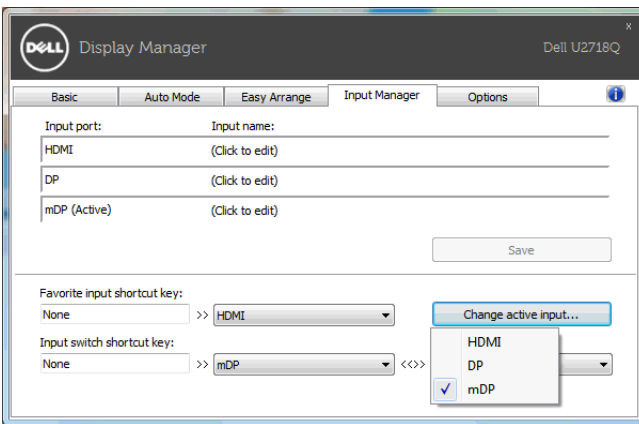 DELL Display Manager Dell U2718Q
x
Basic Auto Mode Easy Arrange Input Manager Options i
Input port: Input name:
HDMI (Click to edit)
DP (Click to edit)
mDP (Active) (Click to edit)
Save
Favorite input shortcut key:
None >> HDMI Change active input...
Input switch shortcut key:
None >> mDP <<>>
HDMI
DP
mDP